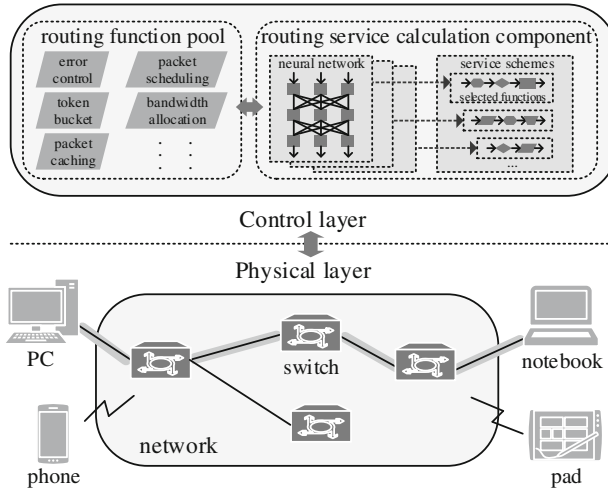 routing function pool
error control
packet scheduling
token bucket
bandwidth allocation
packet caching
routing service calculation component
neural network
service schemes
selected functions
...
Control layer
Physical layer
PC
switch
notebook
phone
network
pad